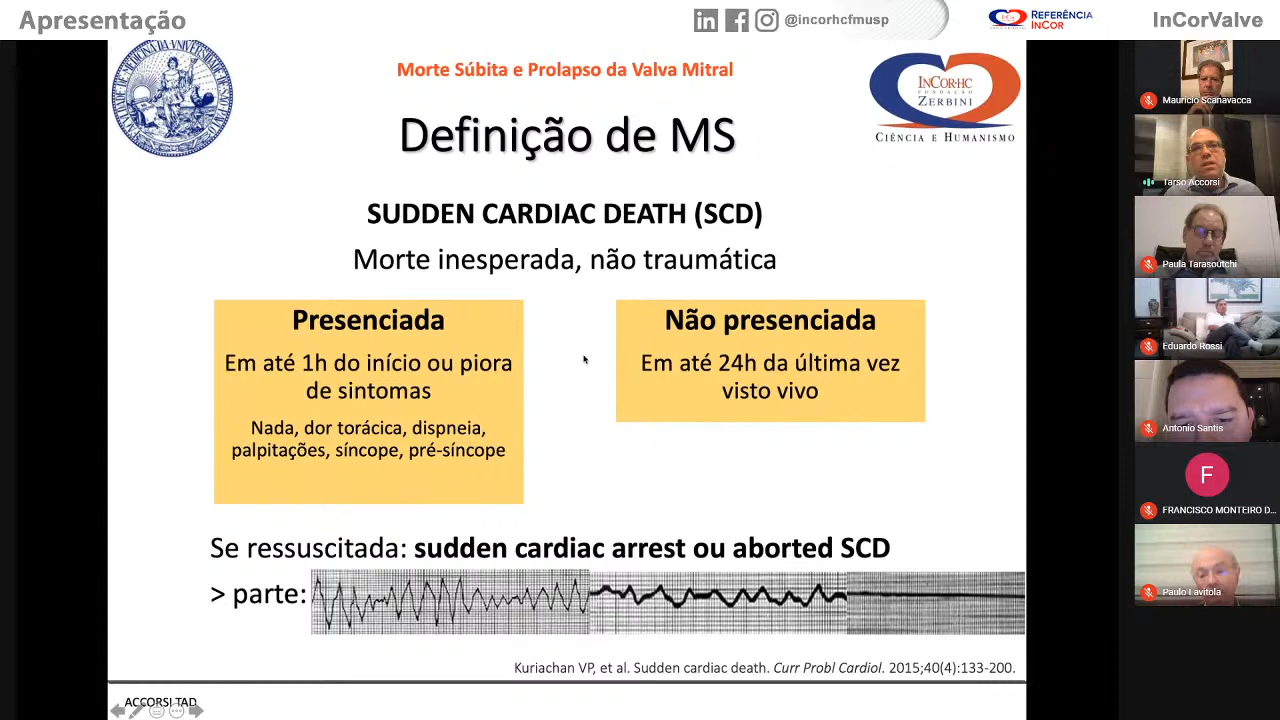 Apresentação
@incorhcfmusp
REFERÊNCIA
INCOR
InCorValve
Morte Súbita e Prolapso da Valva Mitral
INCOR·HC
FUNDAÇÃO
ZERBINI
CIÊNCIA E HUMANISMO
Definição de MS
SUDDEN CARDIAC DEATH (SCD)
Morte inesperada, não traumática
Presenciada
Em até 1h do início ou piora
de sintomas
Nada, dor torácica, dispneia,
palpitações, síncope, pré-síncope
Não presenciada
Em até 24h da última vez
visto vivo
Se ressuscitada: sudden cardiac arrest ou aborted SCD
> parte:
Kuriachan VP, et al. Sudden cardiac death. Curr Probl Cardiol. 2015;40(4):133-200.
ACCORSI TAD
Mauricio Scanavacca
Tarso Accorsi
Paula Tarasoutchi
Eduardo Rossi
Antonio Santis
F
FRANCISCO MONTEIRO D...
Paulo Lavitola